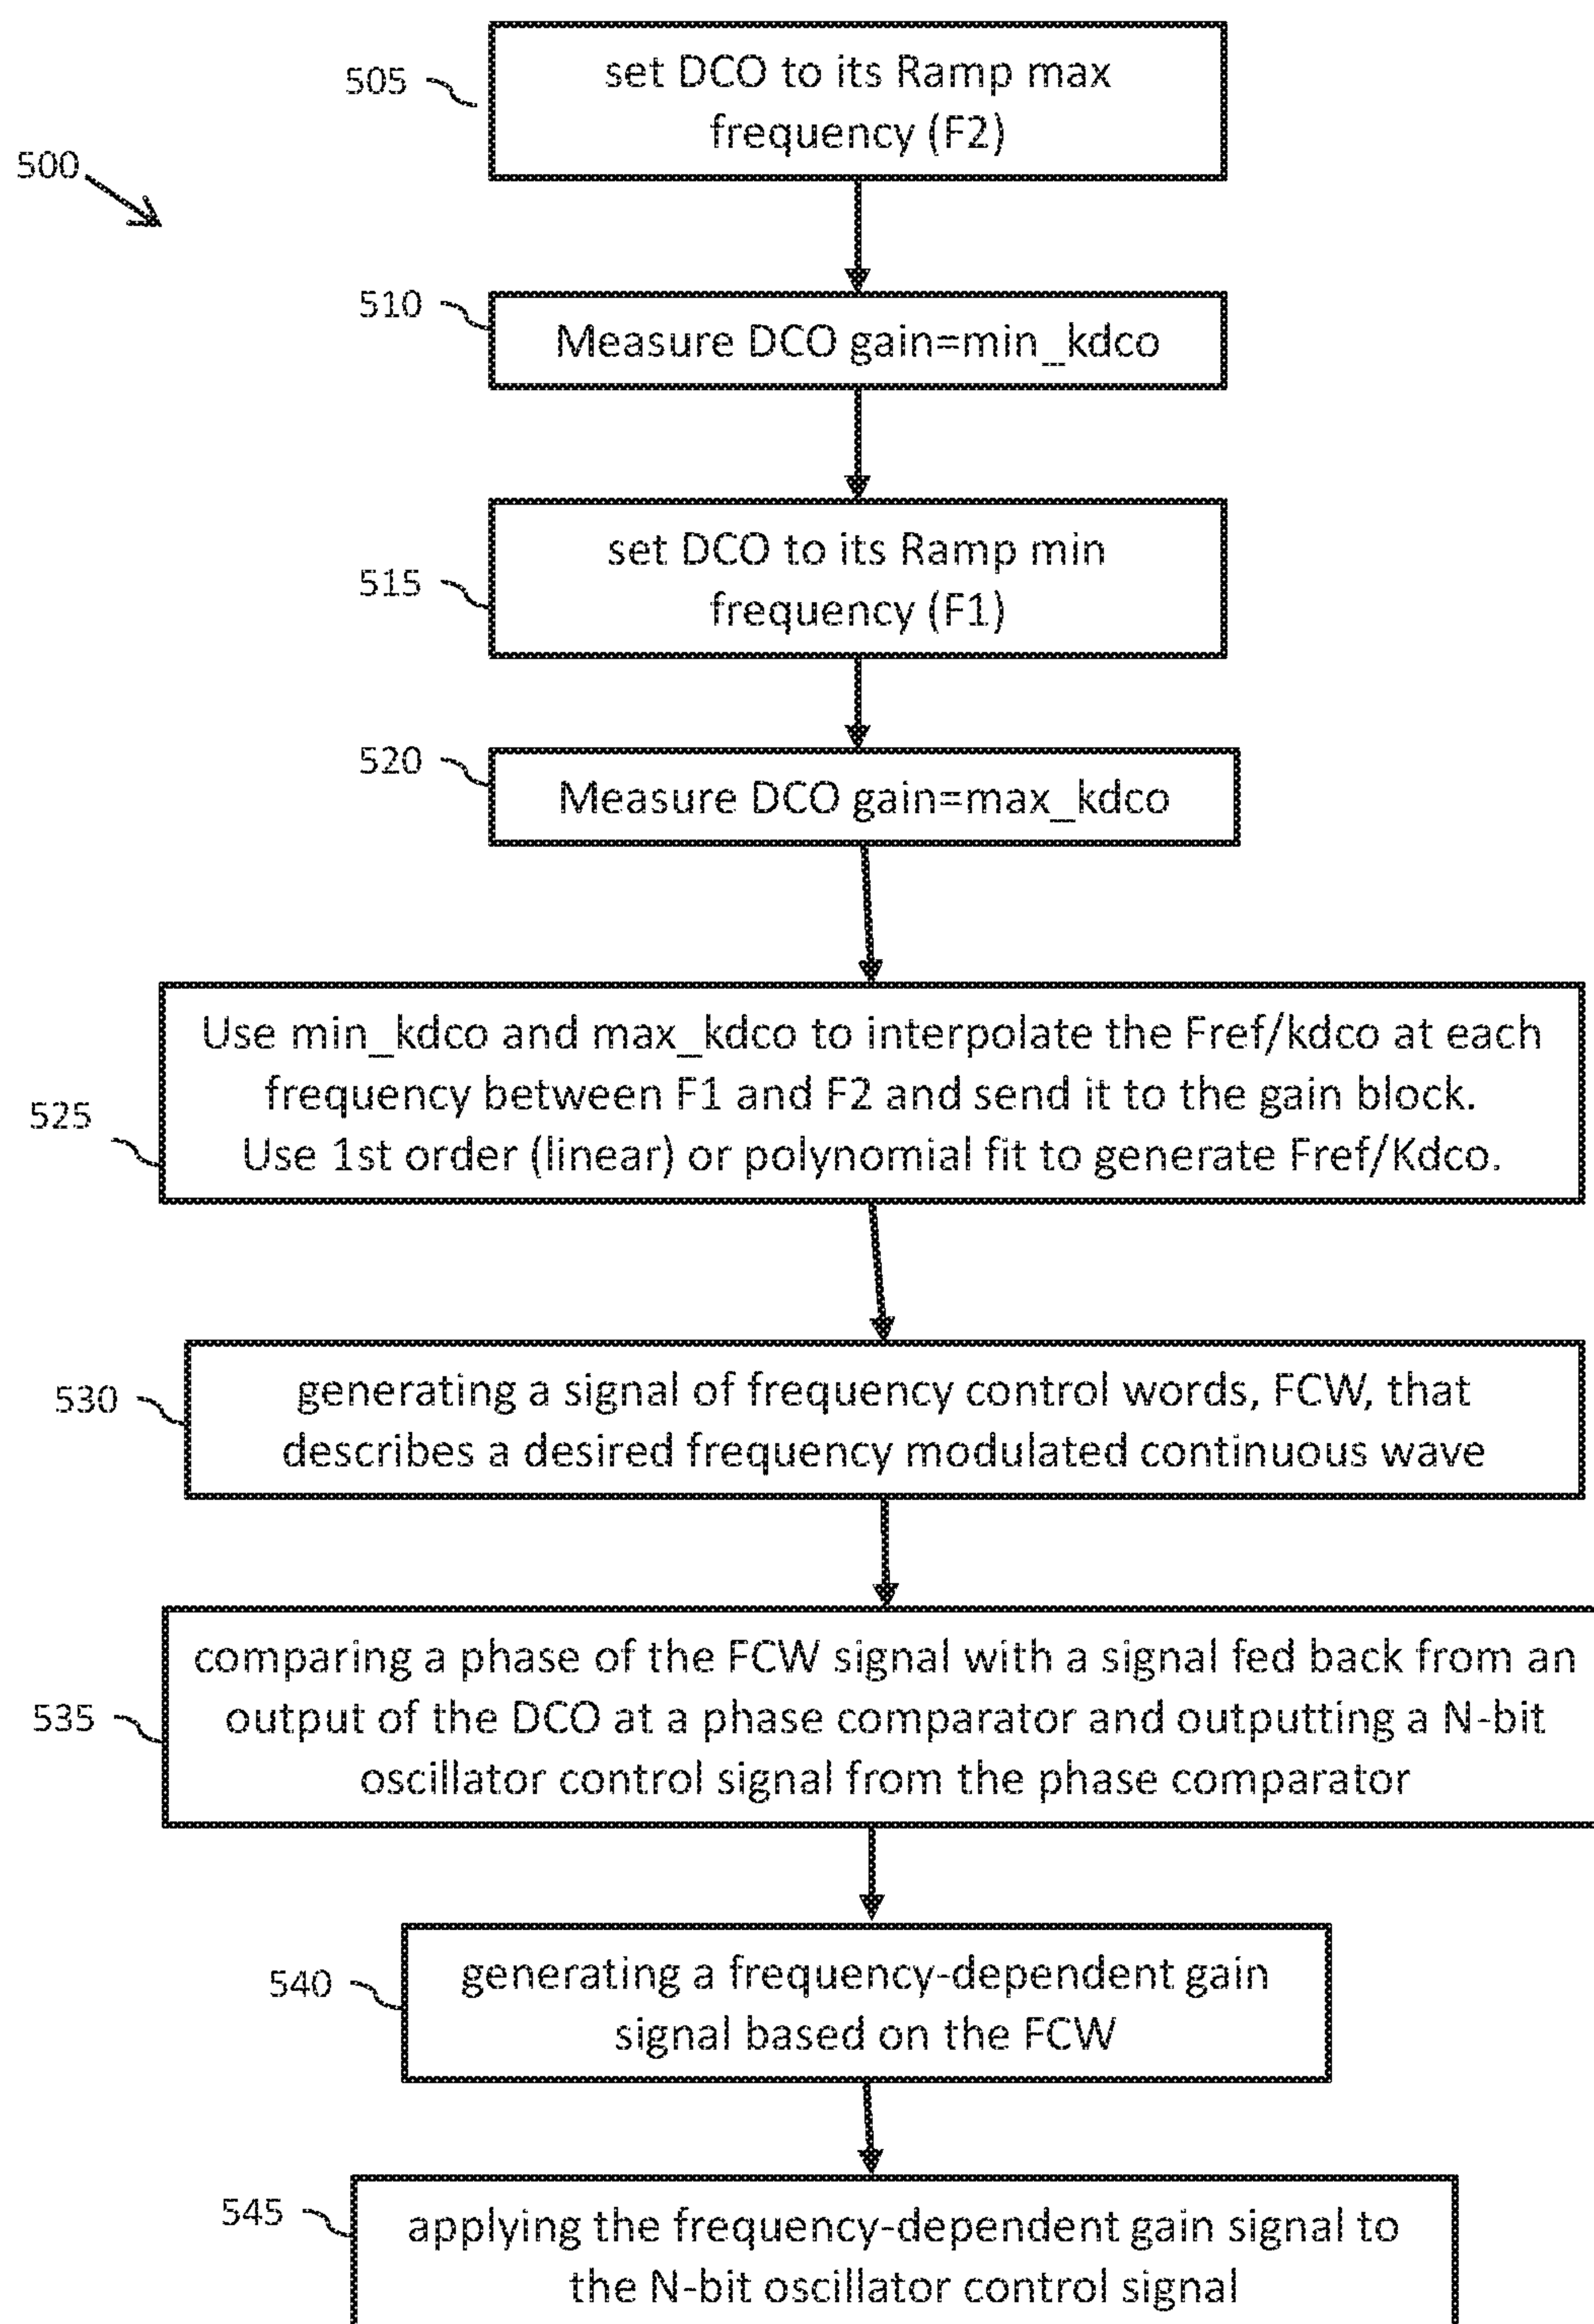 505
set DCO to its Ramp max
frequency (F2)
500
510
Measure DCO gain=min_kdco
515
set DCO to its Ramp min
frequency (F1)
520
Measure DCO gain=max_kdco
525
Use min_kdco and max_kdco to interpolate the Fref/kdco at each
frequency between F1 and F2 and send it to the gain block.
Use 1st order (linear) or polynomial fit to generate Fref/Kdco.
530
generating a signal of frequency control words, FCW, that
describes a desired frequency modulated continuous wave
535
comparing a phase of the FCW signal with a signal fed back from an
output of the DCO at a phase comparator and outputting a N-bit
oscillator control signal from the phase comparator
540
generating a frequency-dependent gain
signal based on the FCW
545
applying the frequency-dependent gain signal to
the N-bit oscillator control signal